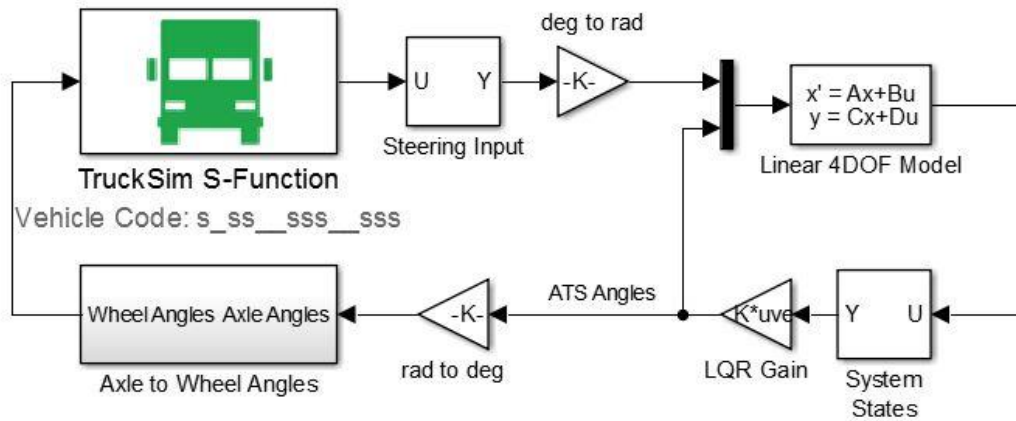 deg to rad
U Y
-K-
Steering Input
x' = Ax+Bu
y = Cx+Du
Linear 4DOF Model
TruckSim S-Function
Vehicle Code: s_ss__sss__sss
Wheel Angles Axle Angles
Axle to Wheel Angles
-K-
rad to deg
ATS Angles
K*uve
LQR Gain
Y U
System
States